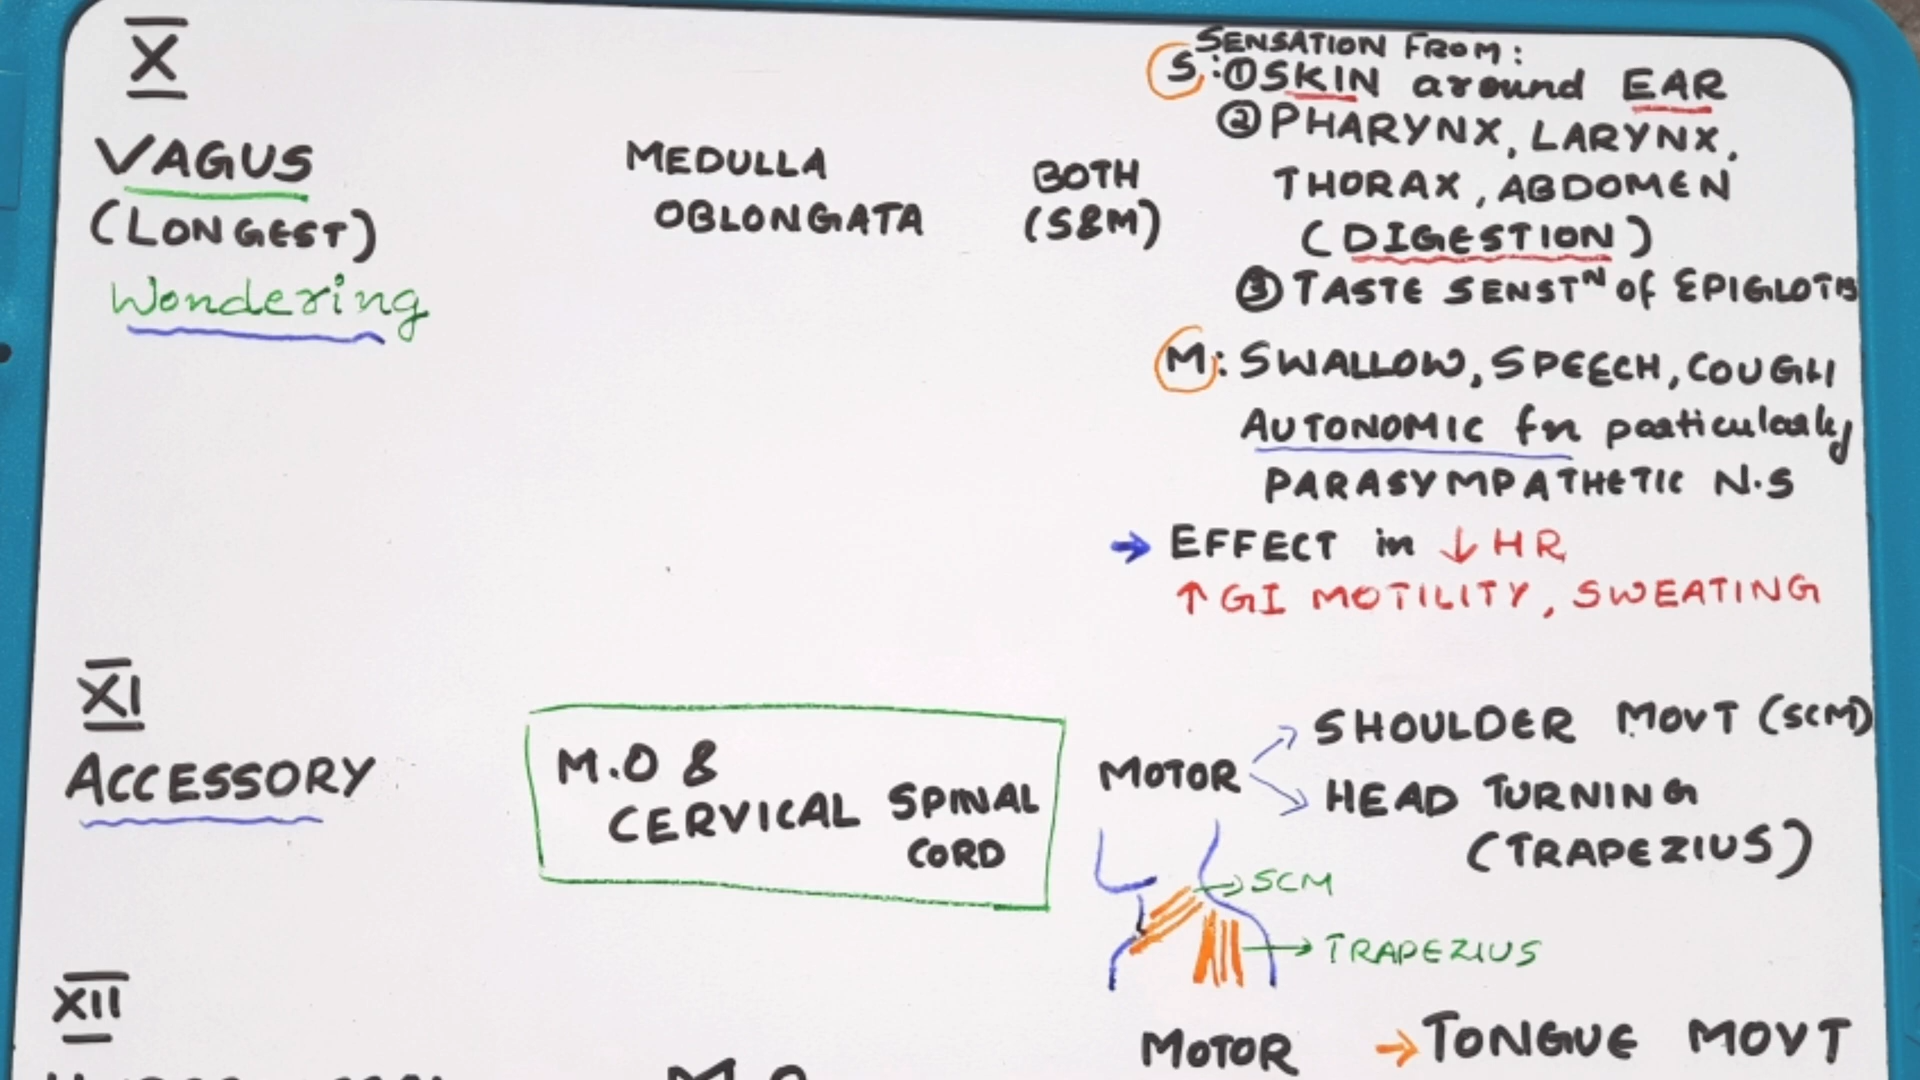 X
VAGUS
(LONGEST)
Wondering
MEDULLA
OBLONGATA
BOTH
(S&M)
SENSATION FROM:
S: ① SKIN around EAR
② PHARYNX, LARYNX,
THORAX, ABDOMEN
(DIGESTION)
③ TASTE SENSTN of EPIGLOTIS
M: SWALLOW, SPEECH, COUGH
AUTONOMIC fn particularly
PARASYMPATHETIC N.S
→ EFFECT in ↓ HR
↑ GI MOTILITY, SWEATING
XI
ACCESSORY
M.O &
CERVICAL SPINAL
CORD
MOTOR
SHOULDER MOVT (SCM)
HEAD TURNING
(TRAPEZIUS)
→ SCM
→ TRAPEZIUS
XII
M.O
MOTOR → TONGUE MOVT